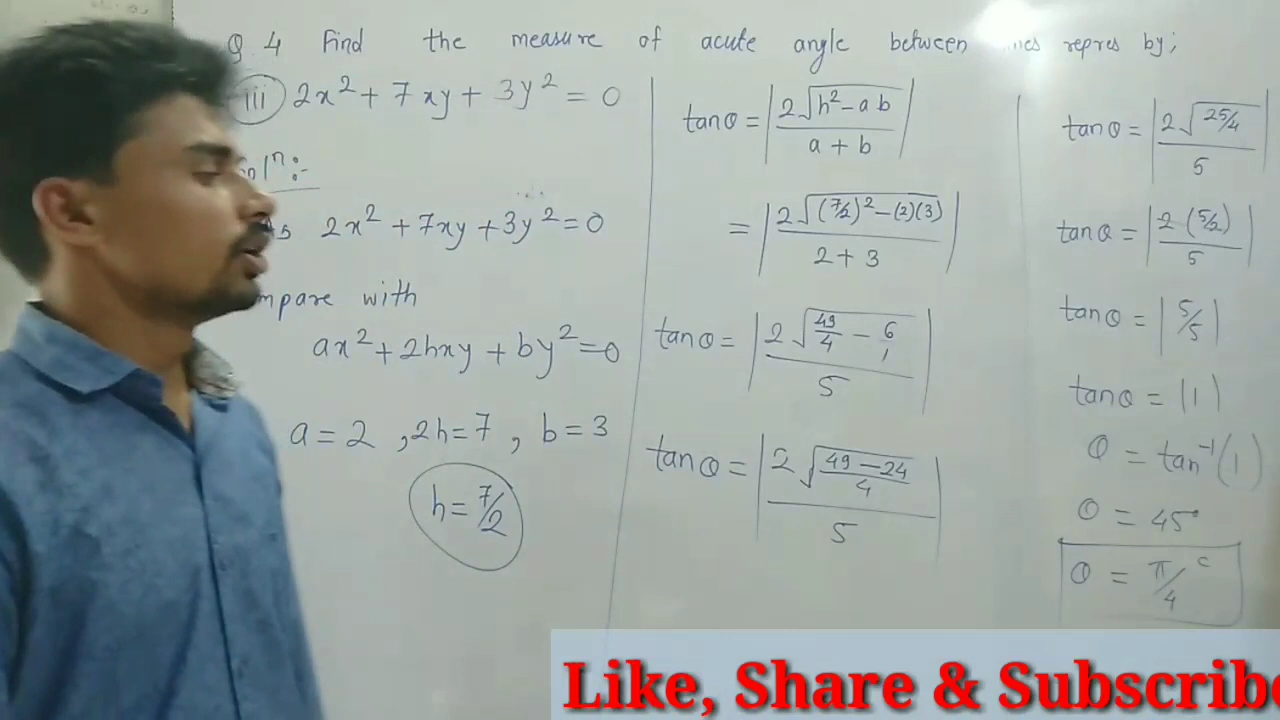 Q. 4 Find the measure of acute angle between repres by;
iii 2x² + 7xy + 3y² = 0
2x² + 7xy + 3y² = 0
with
ax² + 2hxy + by² = 0
a = 2 , 2h = 7 , b = 3
h = 7/2
tanθ = |2√(h² - ab) / (a + b)|
= |2√((7/2)² - (2)(3)) / (2 + 3)|
tanθ = |2√(49/4 - 6/1) / 5|
tanθ = |2√((49 - 24)/4) / 5|
tanθ = |2√(25/4) / 5|
tanθ = |2(5/2) / 5|
tanθ = |5/5|
tanθ = |1|
θ = tan⁻¹(1)
θ = 45°
θ = π/4 ᶜ
Like, Share & Subscribe